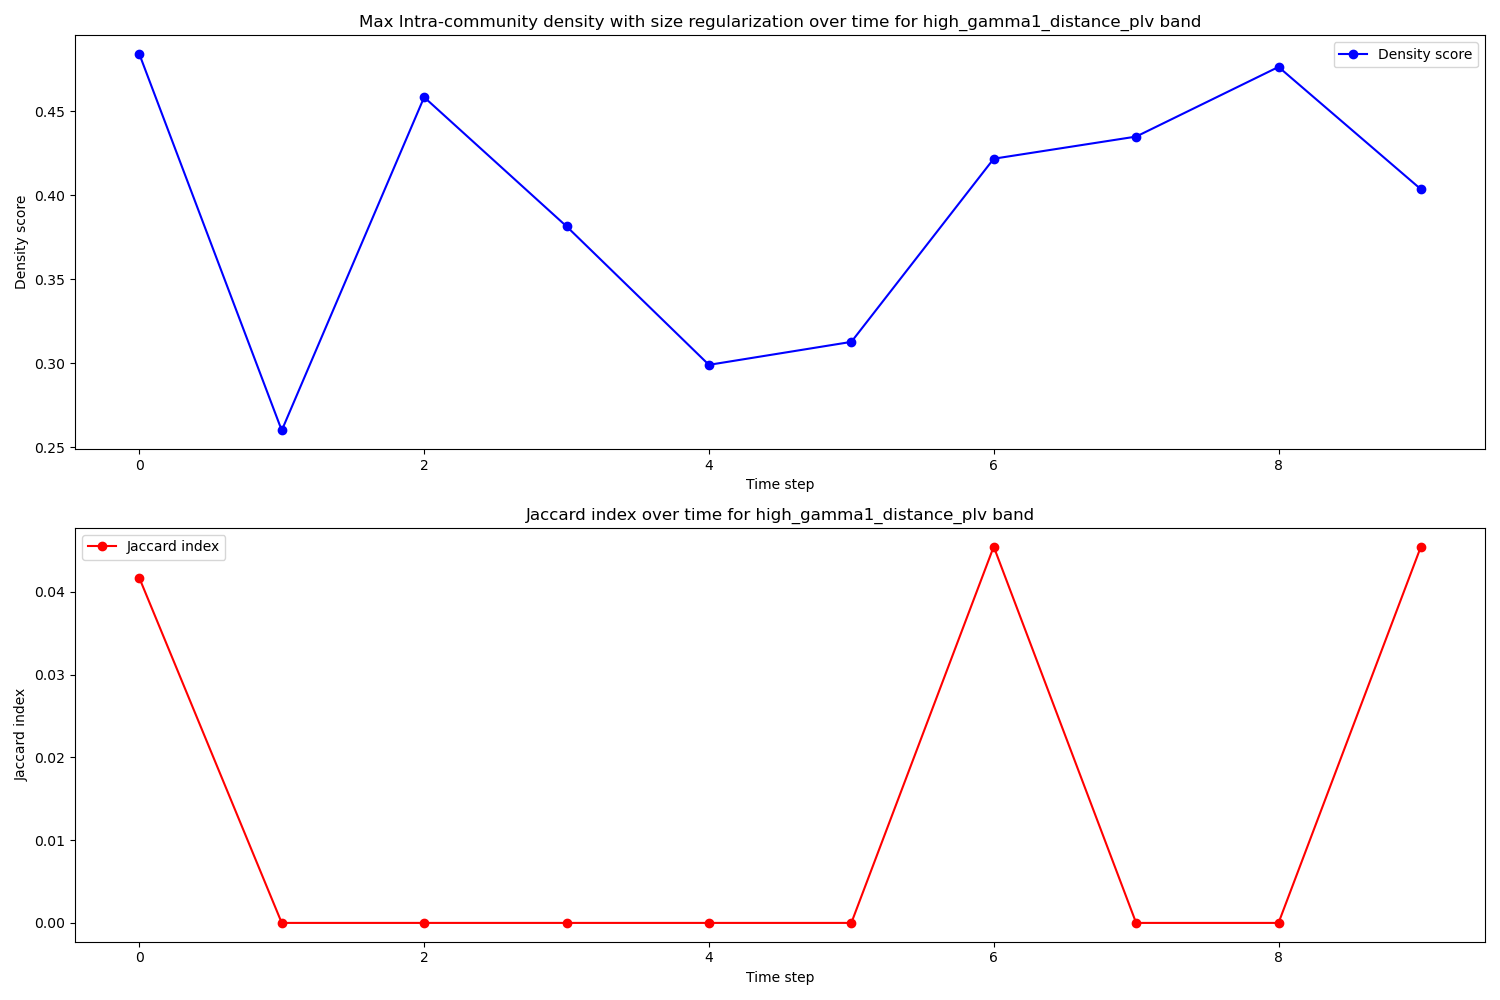 Max Intra-community density with size regularization over time for high_gamma1_distance_plv band
Density score
0.45
0.40
0.35
0.30
0.25
Density score
0 2 4 6 8
Time step
Jaccard index over time for high_gamma1_distance_plv band
Jaccard index
0.04
0.03
0.02
0.01
0.00
Jaccard index
0 2 4 6 8
Time step